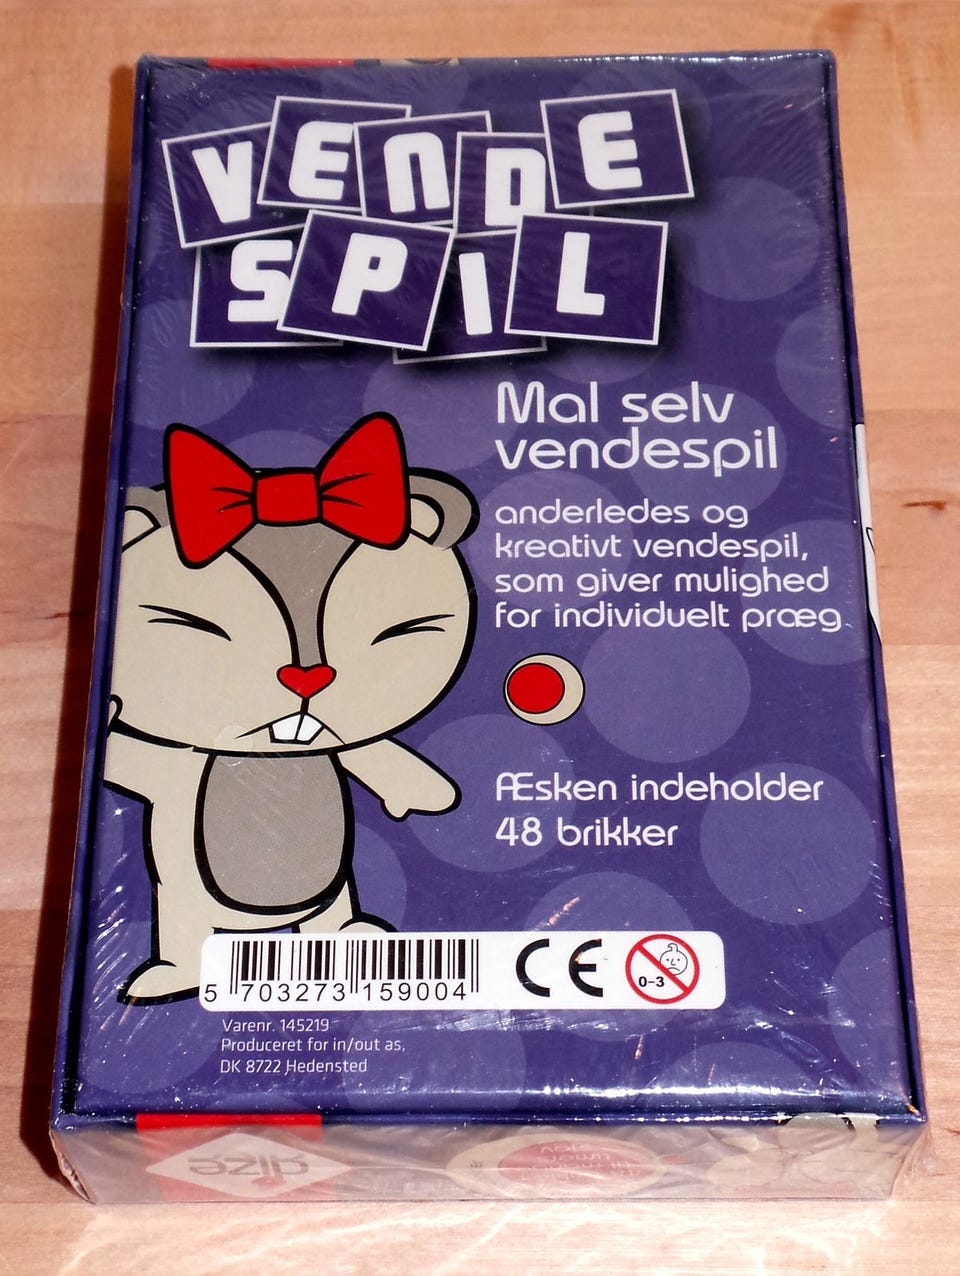 VENDE
SPIL
Mal selv
vendespil
anderledes og
kreativt vendespil,
som giver mulighed
for individuelt præg
Æsken indeholder
48 brikker
5 703273 159004
CE
0-3
Varenr. 145219
Produceret for in/out as,
DK 8722 Hedensted